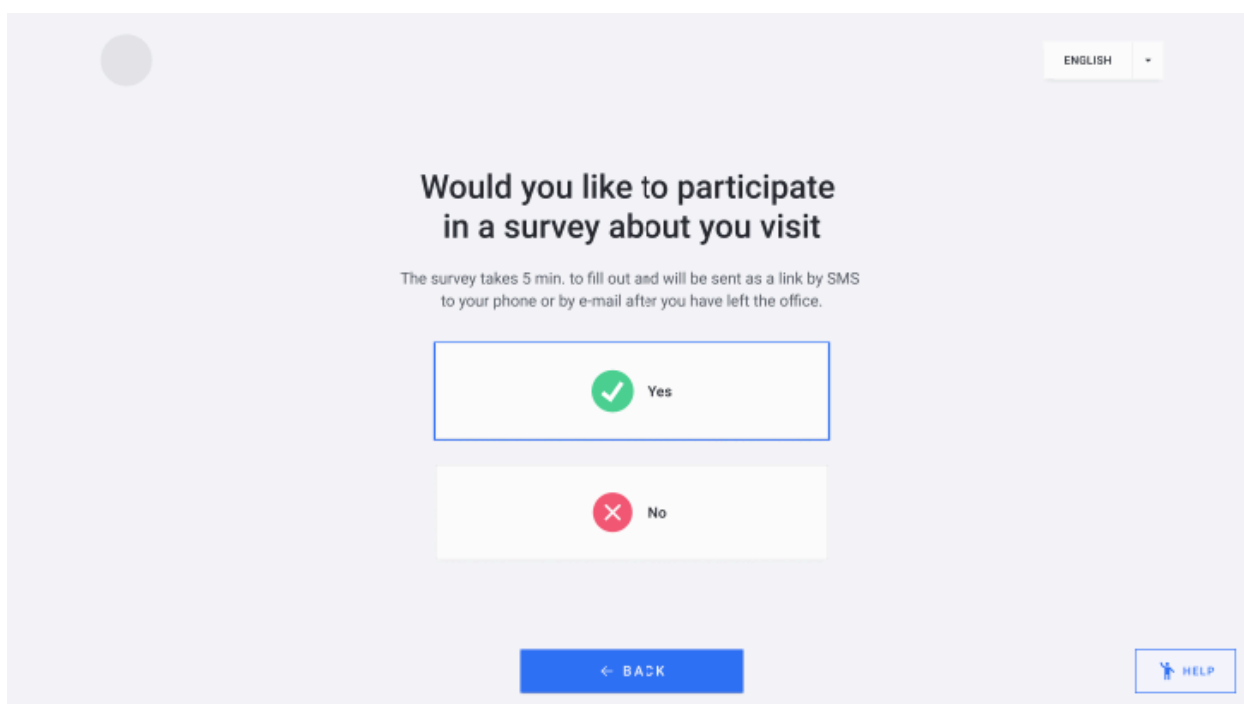 ENGLISH
Would you like to participate
in a survey about you visit
The survey takes 5 min. to fill out and will be sent as a link by SMS
to your phone or by e-mail after you have left the office.
Yes
No
← BACK
HELP